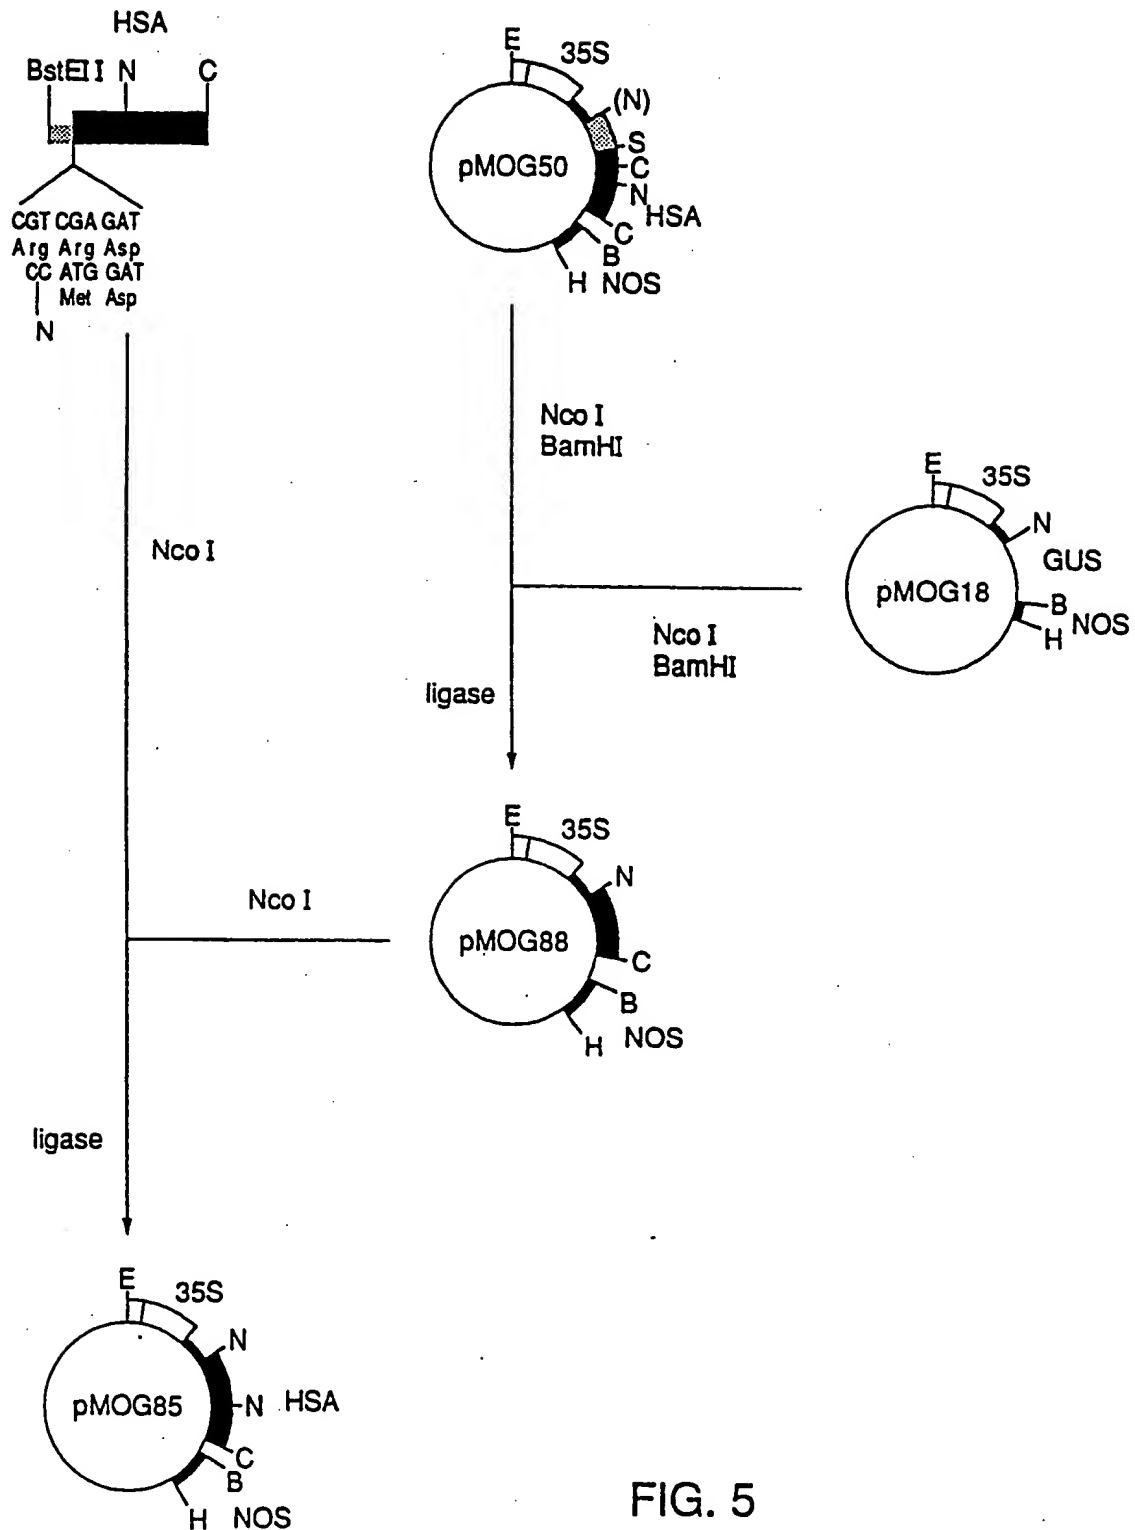 HSA
BstEII N C
CGT CGA GAT
Arg Arg Asp
CC ATG GAT
Met Asp
N
E
35S
(N)
S
C
N
HSA
C
B
H NOS
pMOG50
Nco I
BamHI
E
35S
N
GUS
B
H NOS
pMOG18
Nco I
Nco I
BamHI
ligase
E
35S
N
C
B
H NOS
pMOG88
Nco I
ligase
E
35S
N
N HSA
C
B
H NOS
pMOG85
FIG. 5